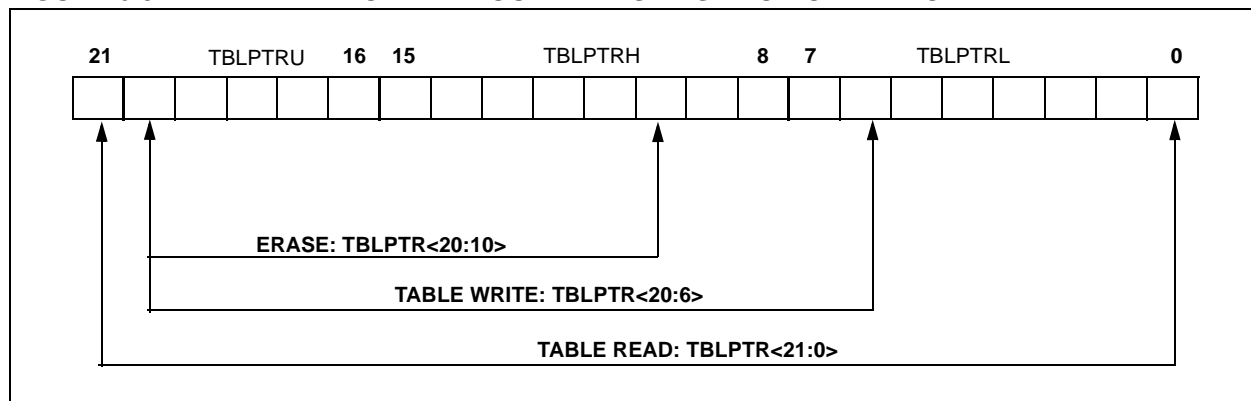 21 TBLPTRU 16 15 TBLPTRH 8 7 TBLPTRL 0
ERASE: TBLPTR<20:10>
TABLE WRITE: TBLPTR<20:6>
TABLE READ: TBLPTR<21:0>